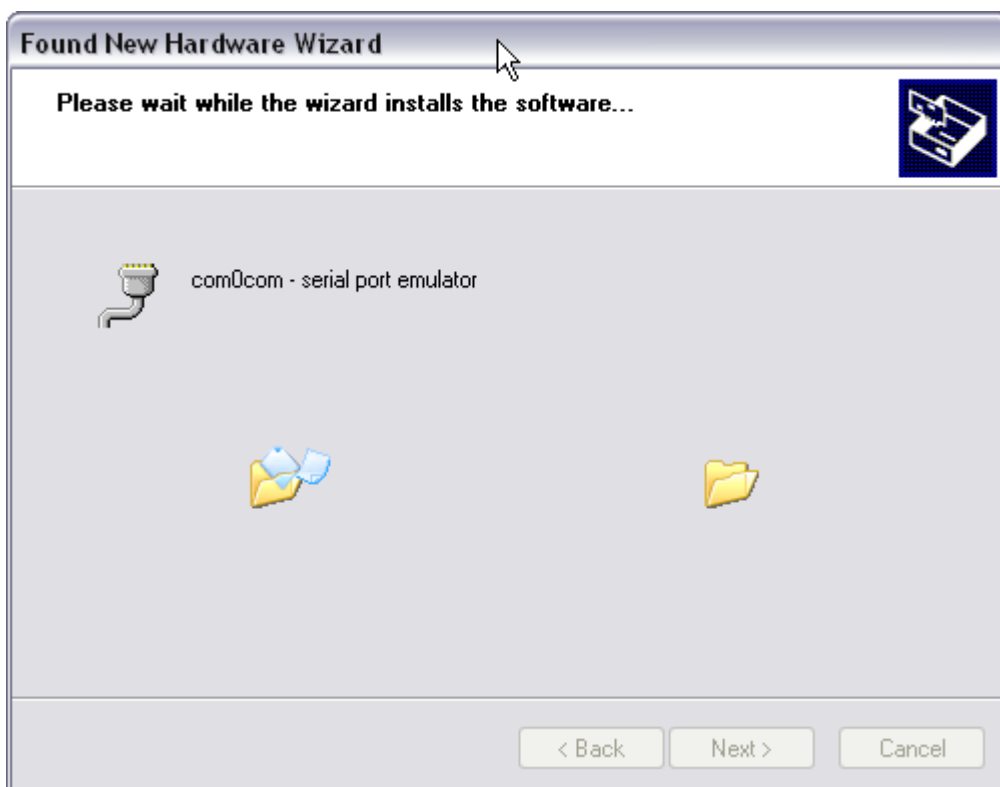 Found New Hardware Wizard
Please wait while the wizard installs the software...
com0com - serial port emulator
< Back
Next >
Cancel